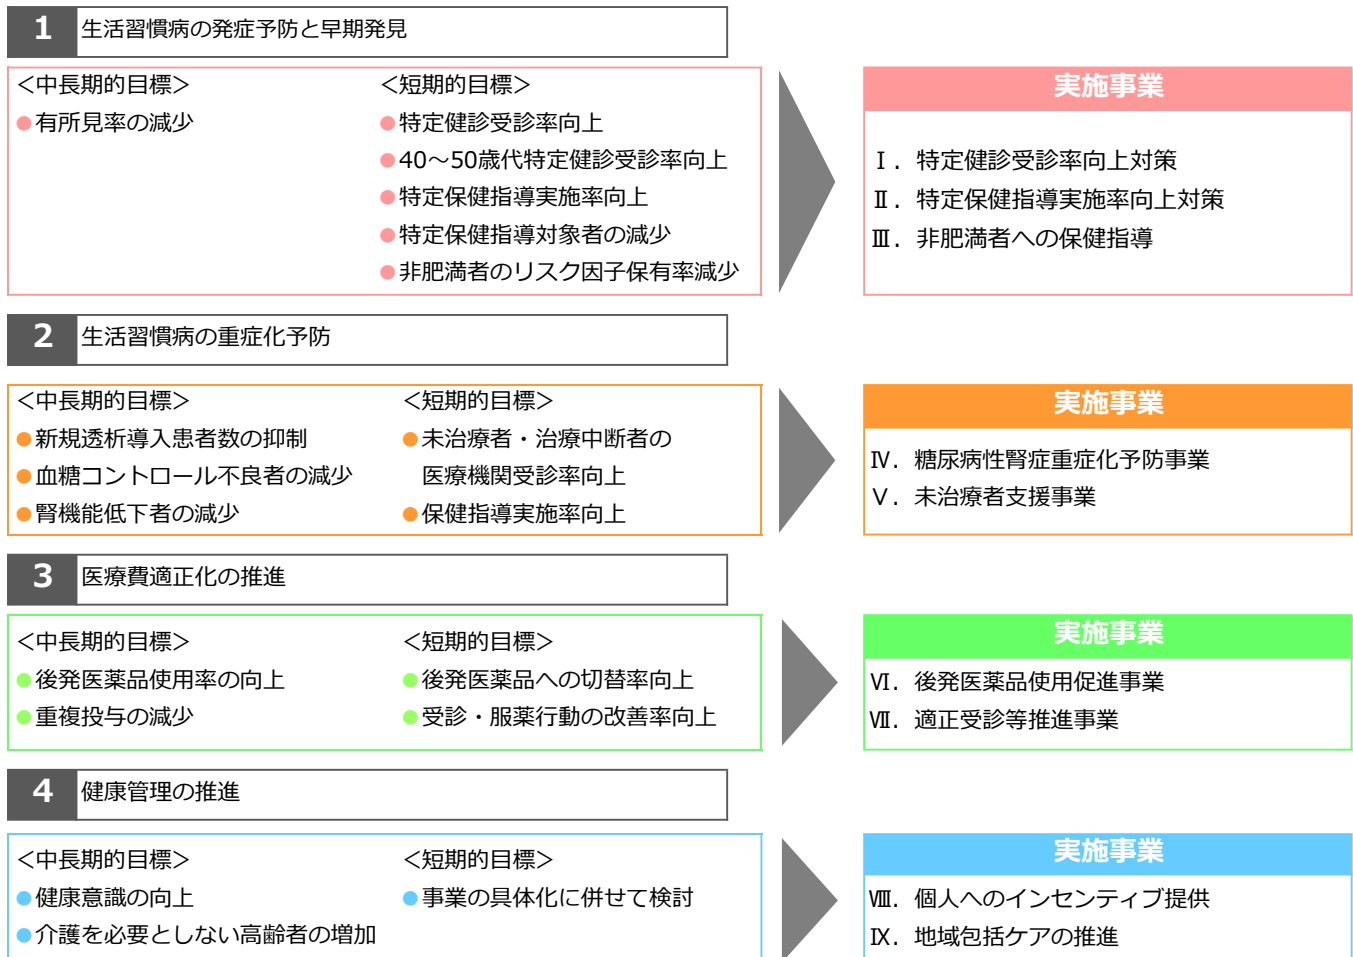 1 生活習慣病の発症予防と早期発見
<中長期的目標>
●有所見率の減少
<短期的目標>
●特定健診受診率向上
●40～50歳代特定健診受診率向上
●特定保健指導実施率向上
●特定保健指導対象者の減少
●非肥満者のリスク因子保有率減少
実施事業
Ⅰ．特定健診受診率向上対策
Ⅱ．特定保健指導実施率向上対策
Ⅲ．非肥満者への保健指導
2 生活習慣病の重症化予防
<中長期的目標>
●新規透析導入患者数の抑制
●血糖コントロール不良者の減少
●腎機能低下者の減少
<短期的目標>
●未治療者・治療中断者の
医療機関受診率向上
●保健指導実施率向上
実施事業
Ⅳ．糖尿病性腎症重症化予防事業
Ⅴ．未治療者支援事業
3 医療費適正化の推進
<中長期的目標>
●後発医薬品使用率の向上
●重複投与の減少
<短期的目標>
●後発医薬品への切替率向上
●受診・服薬行動の改善率向上
実施事業
Ⅵ．後発医薬品使用促進事業
Ⅶ．適正受診等推進事業
4 健康管理の推進
<中長期的目標>
●健康意識の向上
●介護を必要としない高齢者の増加
<短期的目標>
●事業の具体化に併せて検討
実施事業
Ⅷ．個人へのインセンティブ提供
Ⅸ．地域包括ケアの推進